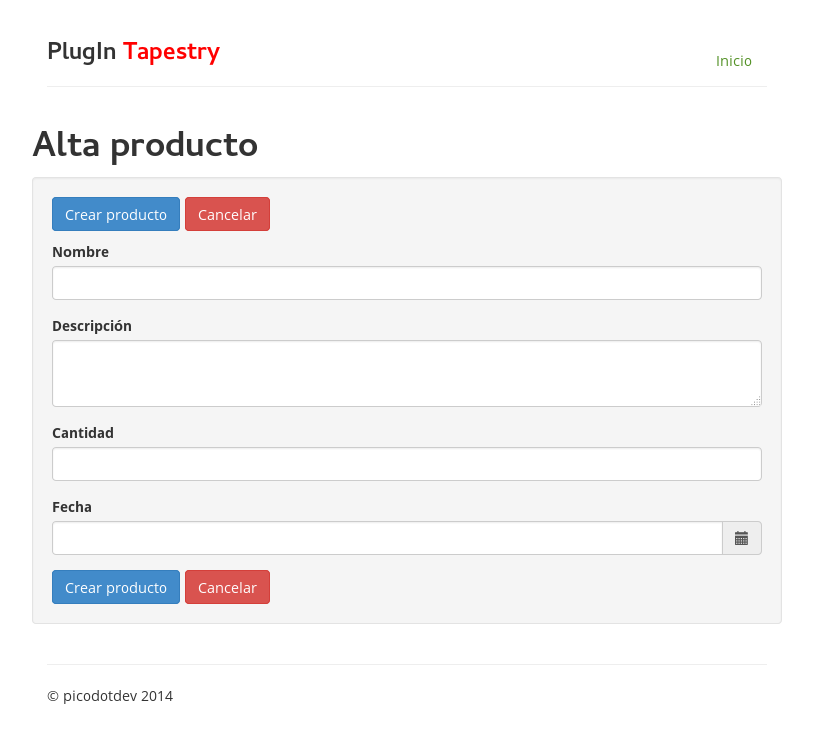 PlugIn Tapestry
Inicio
Alta producto
Crear producto Cancelar
Nombre
Descripción
Cantidad
Fecha
Crear producto Cancelar
© picodotdev 2014